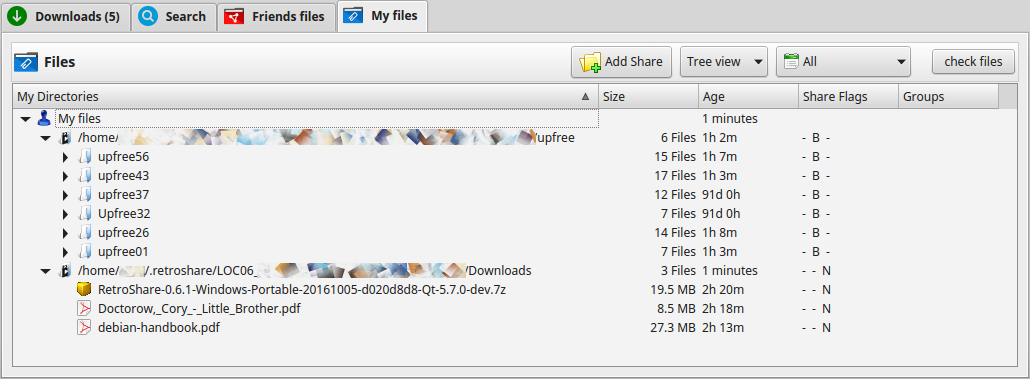 Downloads (5) Search Friends files My files
Files Add Share Tree view All check files
My Directories Size Age Share Flags Groups
My files 1 minutes
/home/ /upfree 6 Files 1h 2m - B -
upfree56 15 Files 1h 7m - B -
upfree43 17 Files 1h 3m - B -
upfree37 12 Files 91d 0h - B -
Upfree32 7 Files 91d 0h - B -
upfree26 14 Files 1h 8m - B -
upfree01 7 Files 1h 3m - B -
/home/ /.retroshare/LOC06_ /Downloads 3 Files 1 minutes - - N
RetroShare-0.6.1-Windows-Portable-20161005-d020d8d8-Qt-5.7.0-dev.7z 19.5 MB 2h 20m - - N
Doctorow,_Cory_-_Little_Brother.pdf 8.5 MB 2h 18m - - N
debian-handbook.pdf 27.3 MB 2h 13m - - N